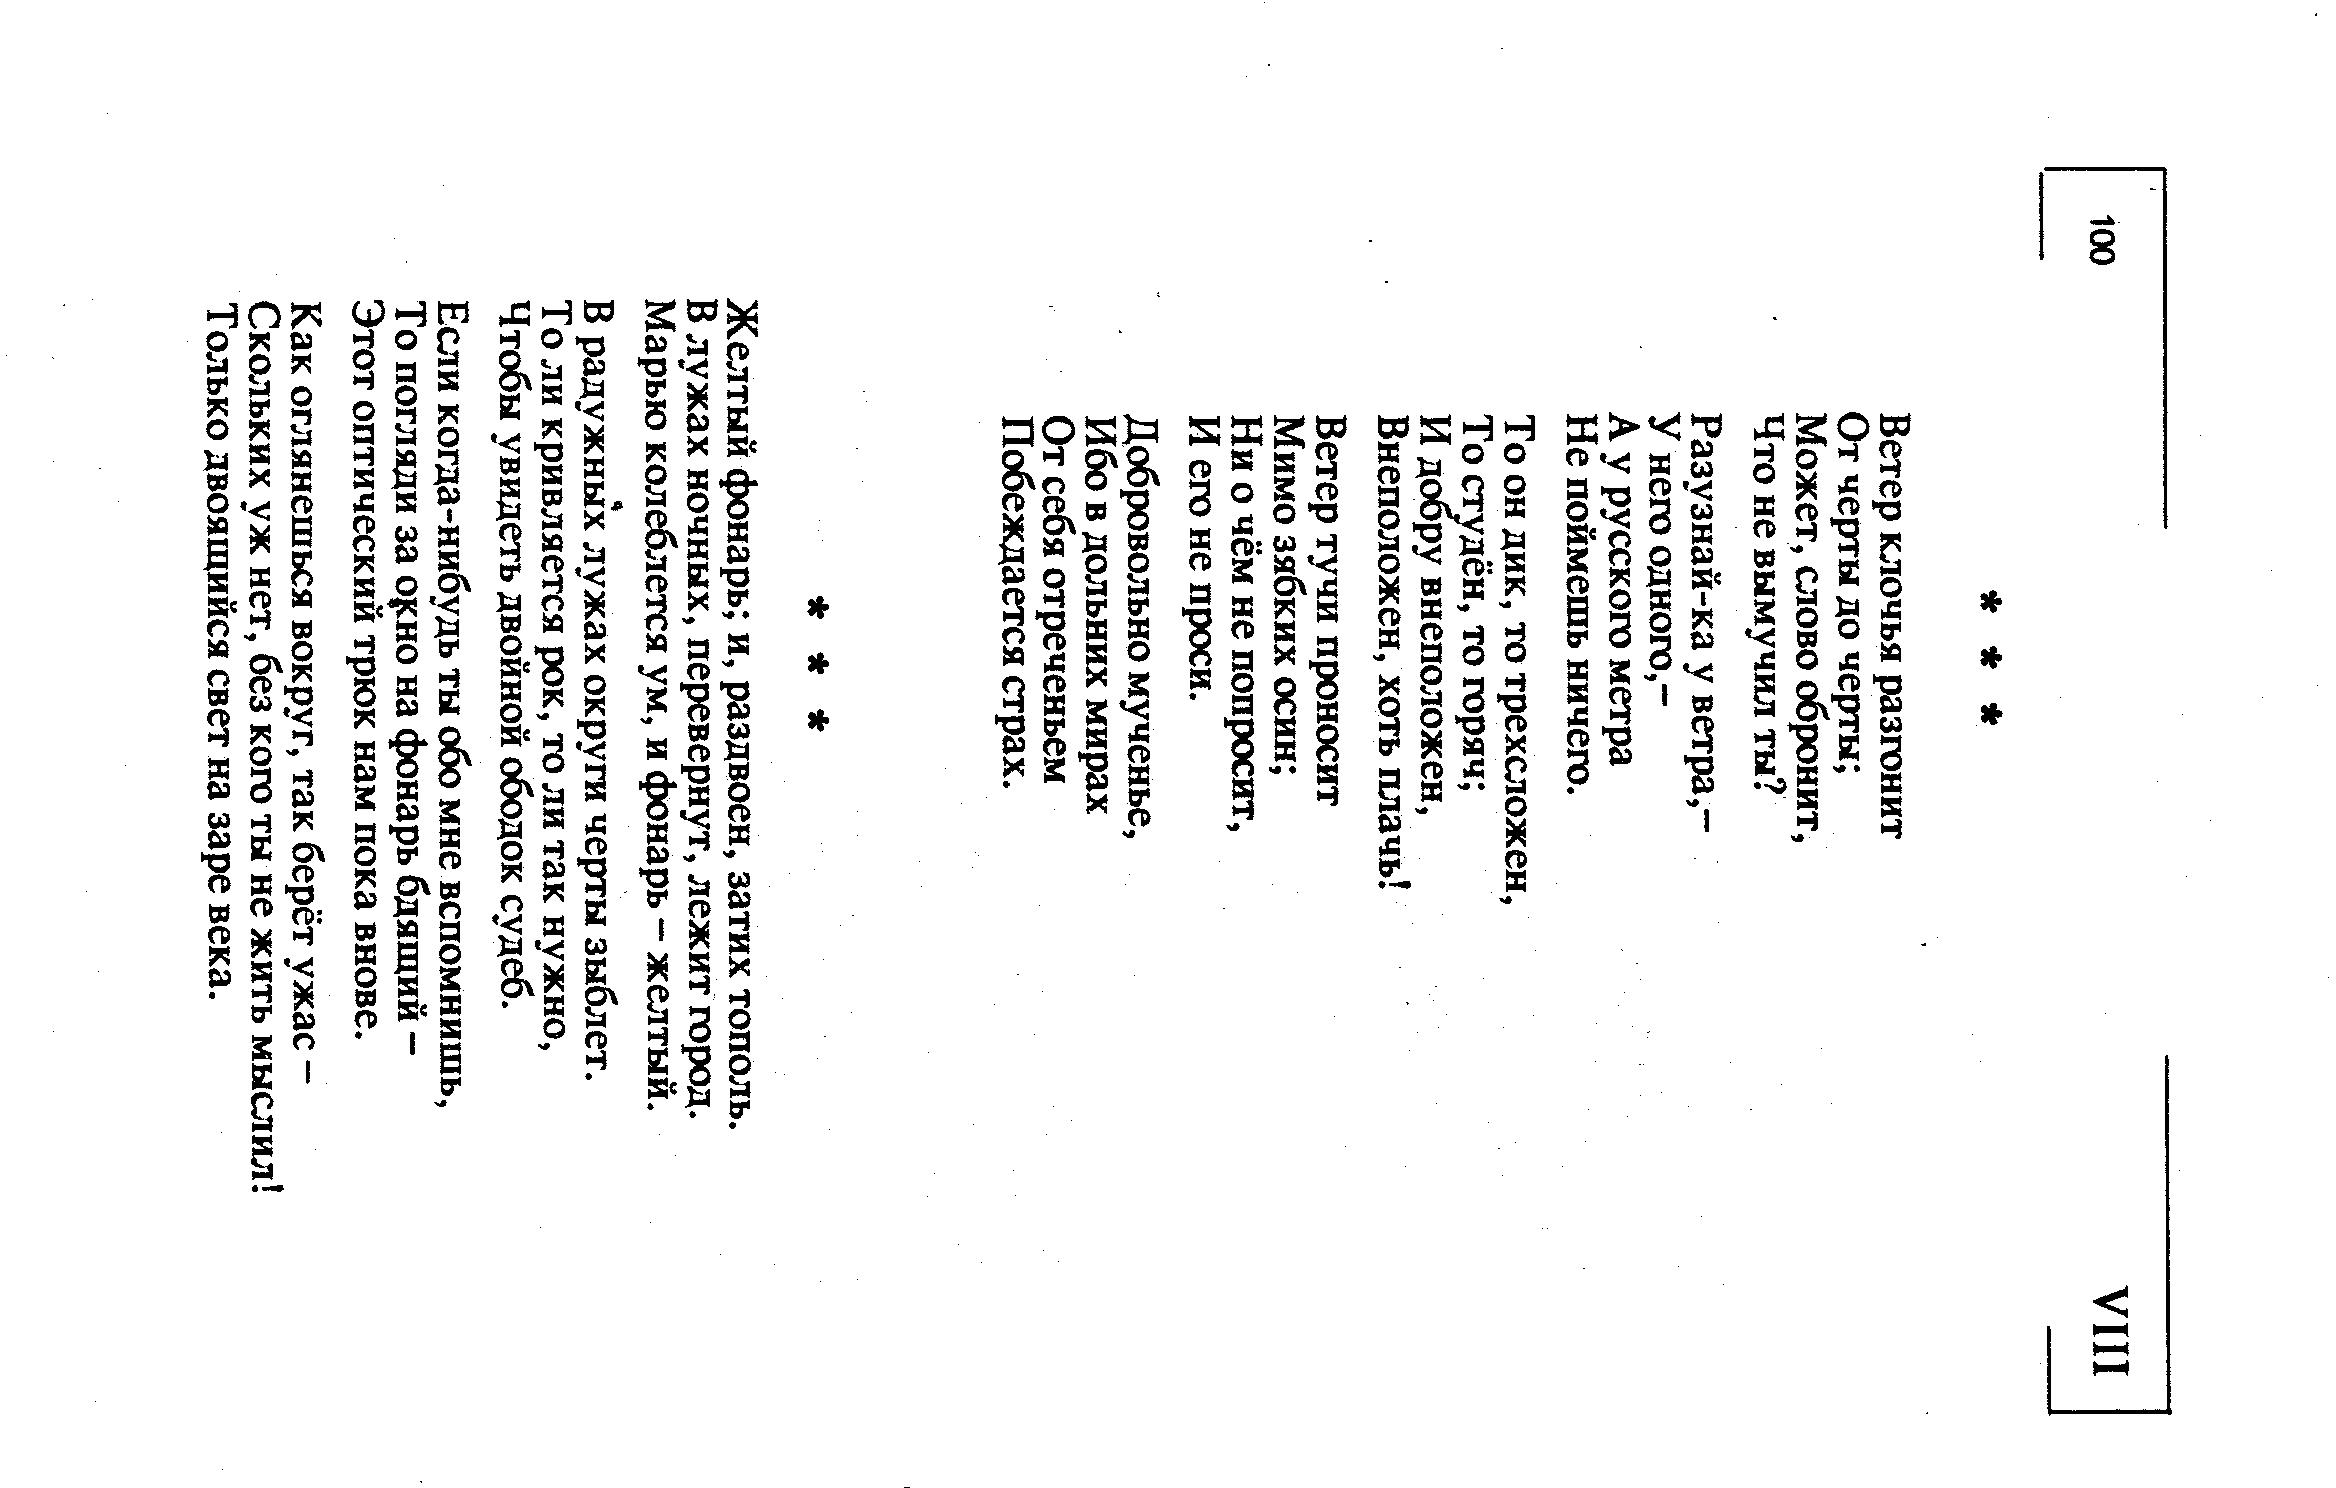 100
VIII
* * *
Ветер клочья разгонит
От черты до черты;
Может, слово обронит,
Что не вымучил ты?
Разузнай-ка у ветра,–
У него одного,–
А у русского метра
Не поймешь ничего.
То он дик, то трехсложен,
То студён, то горяч;
И добру внеположен,
Внеположен, хоть плачь!
Ветер тучи проносит
Мимо зябких осин;
Ни о чём не попросит,
И его не проси.
Добровольно мученье,
Ибо в дольних мирах
От себя отреченьем
Побеждается страх.
* * *
Желтый фонарь; и, раздвоен, затих тополь.
В лужах ночных, перевернут, лежит город.
Марью колеблется ум, и фонарь – желтый.
В радужных лужах округи черты зыблет.
То ли кривляется рок, то ли так нужно,
Чтобы увидеть двойной ободок судеб.
Если когда-нибудь ты обо мне вспомнишь,
То погляди за окно на фонарь бдящий –
Этот оптический трюк нам пока внове.
Как оглянешься вокруг, так берёт ужас –
Скольких уж нет, без кого ты не жить мыслил!
Только двоящийся свет на заре века.